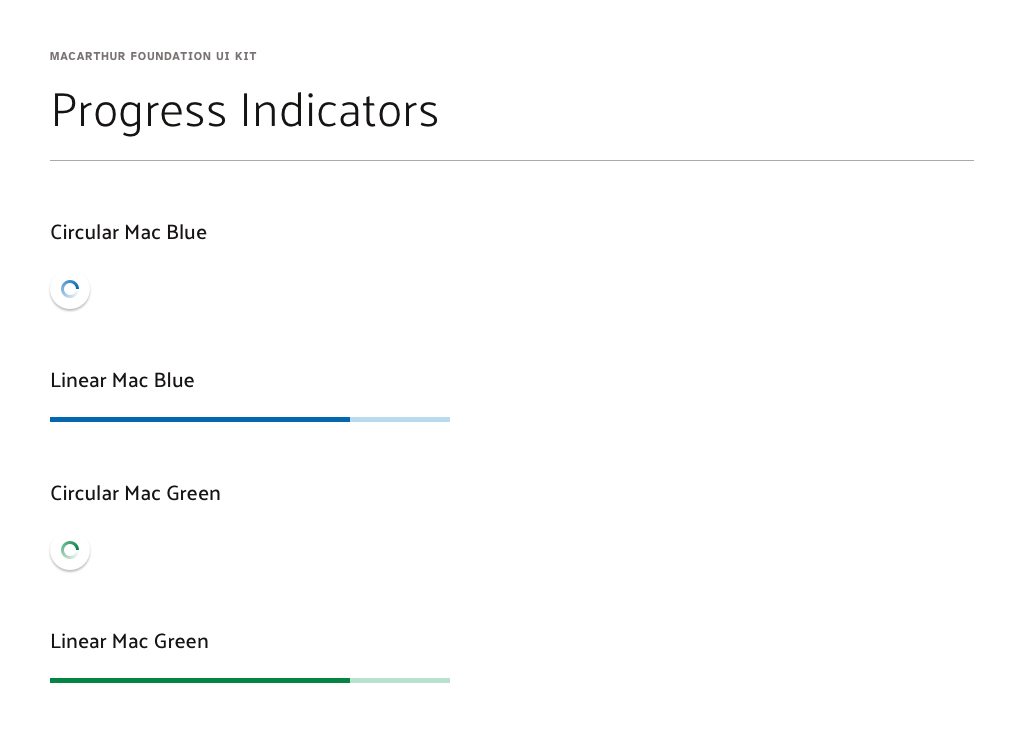 MACARTHUR FOUNDATION UI KIT
Progress Indicators
Circular Mac Blue
Linear Mac Blue
Circular Mac Green
Linear Mac Green